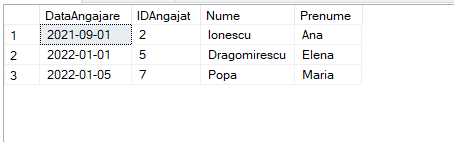 DataAngajare IDAngajat Nume Prenume
1 2021-09-01 2 Ionescu Ana
2 2022-01-01 5 Dragomirescu Elena
3 2022-01-05 7 Popa Maria